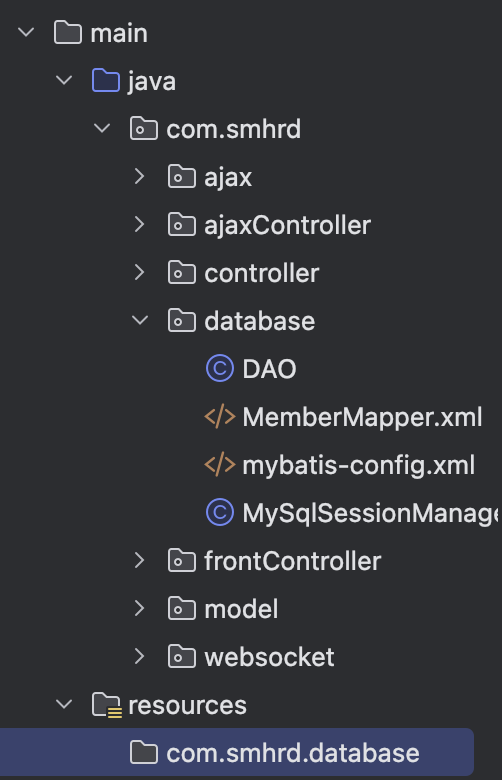 main
java
com.smhrd
ajax
ajaxController
controller
database
DAO
MemberMapper.xml
mybatis-config.xml
MySqlSessionManage
frontController
model
websocket
resources
com.smhrd.database